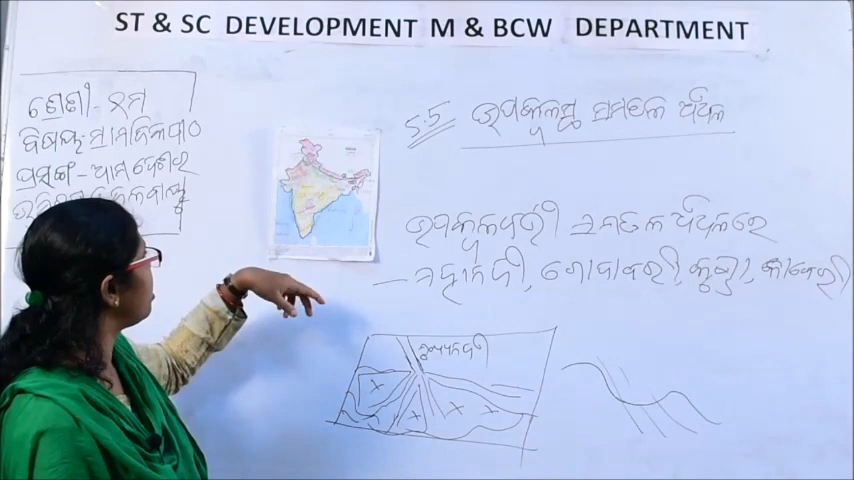 ST & SC DEVELOPMENT M & BCW DEPARTMENT
ଶ୍ରେଣୀ - ୧ମ
ବିଷୟ: ସାମାଜିକ ପାଠ
ପ୍ରସଙ୍ଗ - ଆମ ଦେଶର
5.5 ଉପକୂଳସ୍ଥ ସମତଳ ଅଞ୍ଚଳ
ଉପକୂଳବର୍ତ୍ତୀ ସମତଳ ଅଞ୍ଚଳରେ
– ମହାନଦୀ, ଗୋଦାବରୀ, କୃଷ୍ଣା, କାବେରୀ